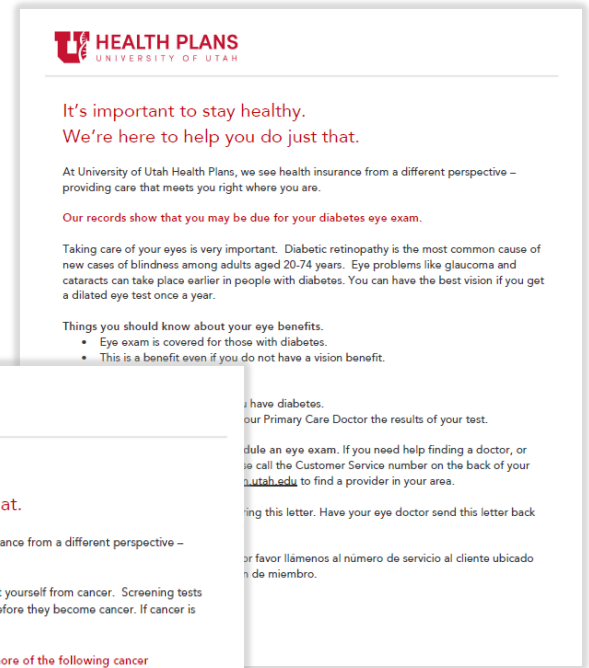 HEALTH PLANS
UNIVERSITY OF UTAH
It's important to stay healthy.
We're here to help you do just that.
At University of Utah Health Plans, we see health insurance from a different perspective –
providing care that meets you right where you are.
Our records show that you may be due for your diabetes eye exam.
Taking care of your eyes is very important.  Diabetic retinopathy is the most common cause of
new cases of blindness among adults aged 20-74 years.  Eye problems like glaucoma and
cataracts can take place earlier in people with diabetes. You can have the best vision if you get
a dilated eye test once a year.
Things you should know about your eye benefits.
• Eye exam is covered for those with diabetes.
• This is a benefit even if you do not have a vision benefit.
have diabetes.
our Primary Care Doctor the results of your test.
dule an eye exam. If you need help finding a doctor, or
se call the Customer Service number on the back of your
.utah.edu to find a provider in your area.
ring this letter. Have your eye doctor send this letter back
or favor llámenos al número de servicio al cliente ubicado
de miembro.
at.
ance from a different perspective –
t yourself from cancer.  Screening tests
efore they become cancer. If cancer is
ore of the following cancer